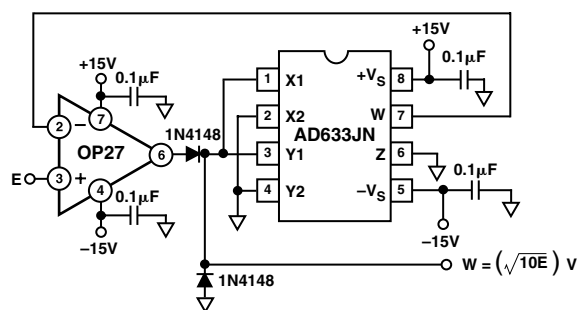 +15V
+15V
0.1µF
0.1µF
1
X1
+VS
8
2
−
7
1N4148
2
X2
W
7
AD633JN
OP27
6
3
Y1
Z
6
E
3
+
4
0.1µF
4
Y2
−VS
5
0.1µF
−15V
−15V
W = (√10E) V
1N4148